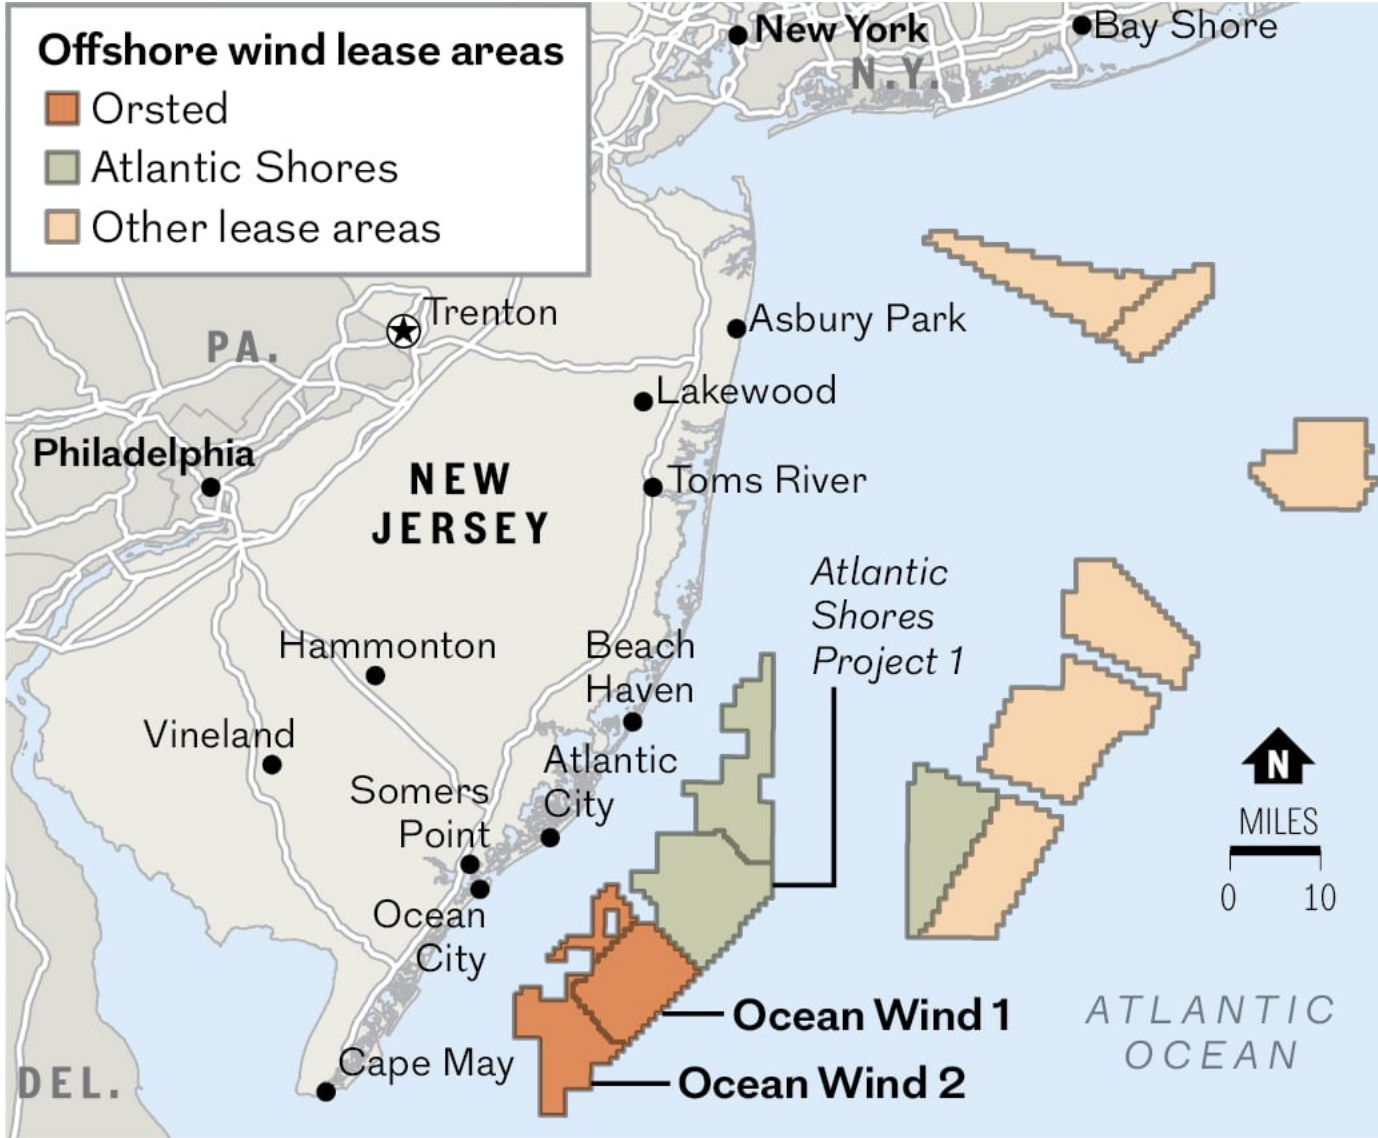 Offshore wind lease areas
Orsted
Atlantic Shores
Other lease areas
New York
Bay Shore
N.Y.
Trenton
PA.
Asbury Park
Lakewood
Philadelphia
NEW
JERSEY
Toms River
Atlantic
Shores
Project 1
Hammonton
Beach
Haven
Vineland
Atlantic
City
Somers
Point
N
MILES
0 10
Ocean
City
Ocean Wind 1
ATLANTIC
OCEAN
Cape May
DEL.
Ocean Wind 2